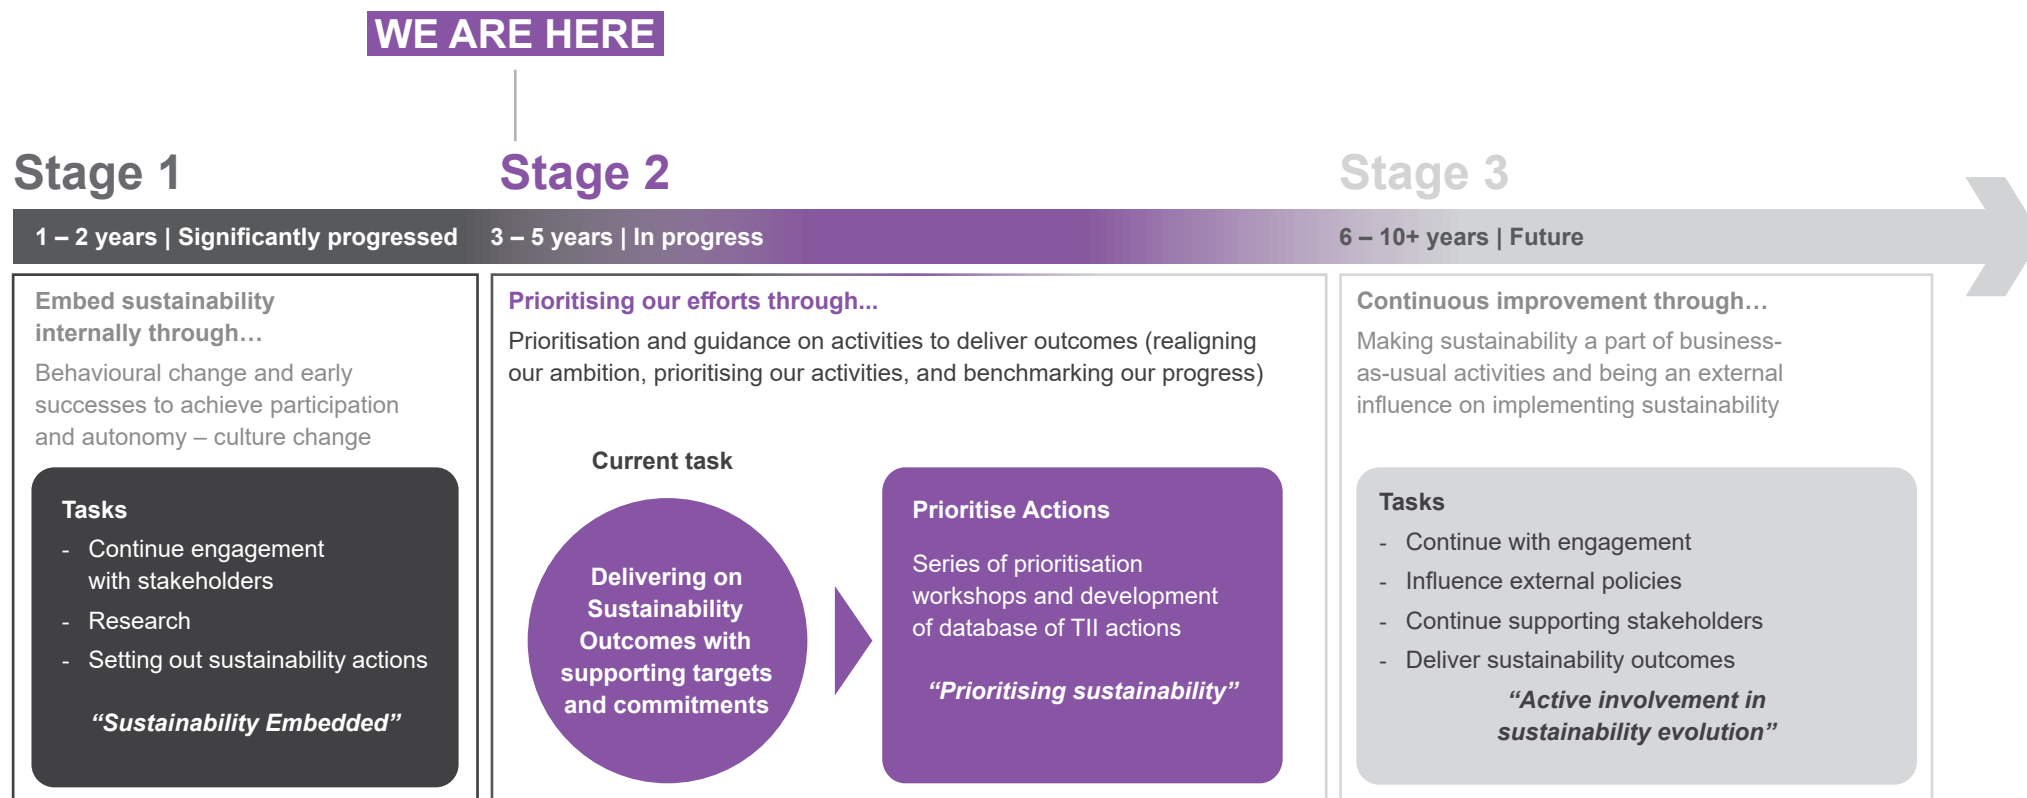 WE ARE HERE
Stage 1
Stage 2
Stage 3
1 – 2 years | Significantly progressed
3 – 5 years | In progress
6 – 10+ years | Future
Embed sustainability
internally through…
Behavioural change and early
successes to achieve participation
and autonomy – culture change
Tasks
- Continue engagement
with stakeholders
- Research
- Setting out sustainability actions
“Sustainability Embedded”
Prioritising our efforts through...
Prioritisation and guidance on activities to deliver outcomes (realigning
our ambition, prioritising our activities, and benchmarking our progress)
Current task
Delivering on
Sustainability
Outcomes with
supporting targets
and commitments
Prioritise Actions
Series of prioritisation
workshops and development
of database of TII actions
“Prioritising sustainability”
Continuous improvement through…
Making sustainability a part of business-
as-usual activities and being an external
influence on implementing sustainability
Tasks
- Continue with engagement
- Influence external policies
- Continue supporting stakeholders
- Deliver sustainability outcomes
“Active involvement in
sustainability evolution”